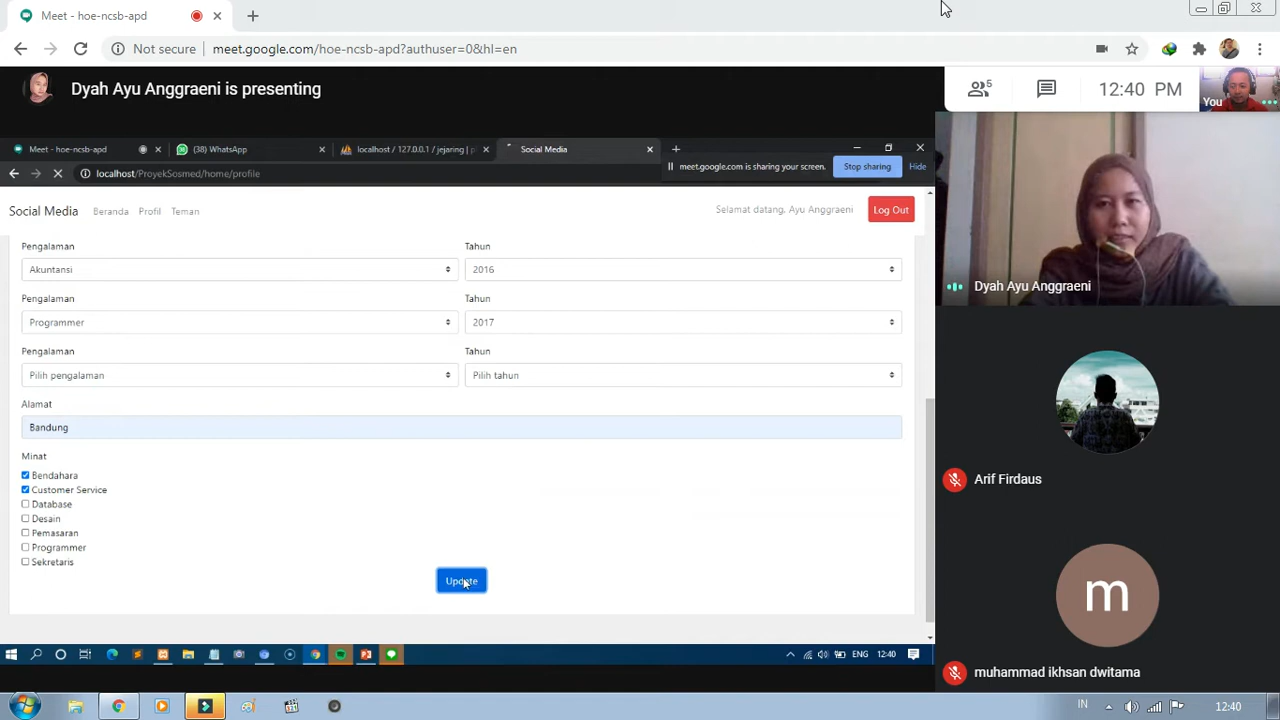 Meet - hoe-ncsb-apd
Not secure meet.google.com/hoe-ncsb-apd?authuser=0&hl=en
Dyah Ayu Anggraeni is presenting
5
12:40 PM
You
Meet - hoe-ncsb-apd
(38) WhatsApp
localhost / 127.0.0.1 / jejaring | p
Social Media
localhost/ProyekSosmed/home/profile
meet.google.com is sharing your screen.
Stop sharing
Hide
Social Media
Beranda
Profil
Teman
Selamat datang, Ayu Anggraeni
Log Out
Pengalaman
Tahun
Akuntansi
2016
Pengalaman
Tahun
Programmer
2017
Pengalaman
Tahun
Pilih pengalaman
Pilih tahun
Alamat
Bandung
Minat
Bendahara
Customer Service
Database
Desain
Pemasaran
Programmer
Sekretaris
Update
ENG
12:40
Dyah Ayu Anggraeni
Arif Firdaus
m
muhammad ikhsan dwitama
IN
12:40